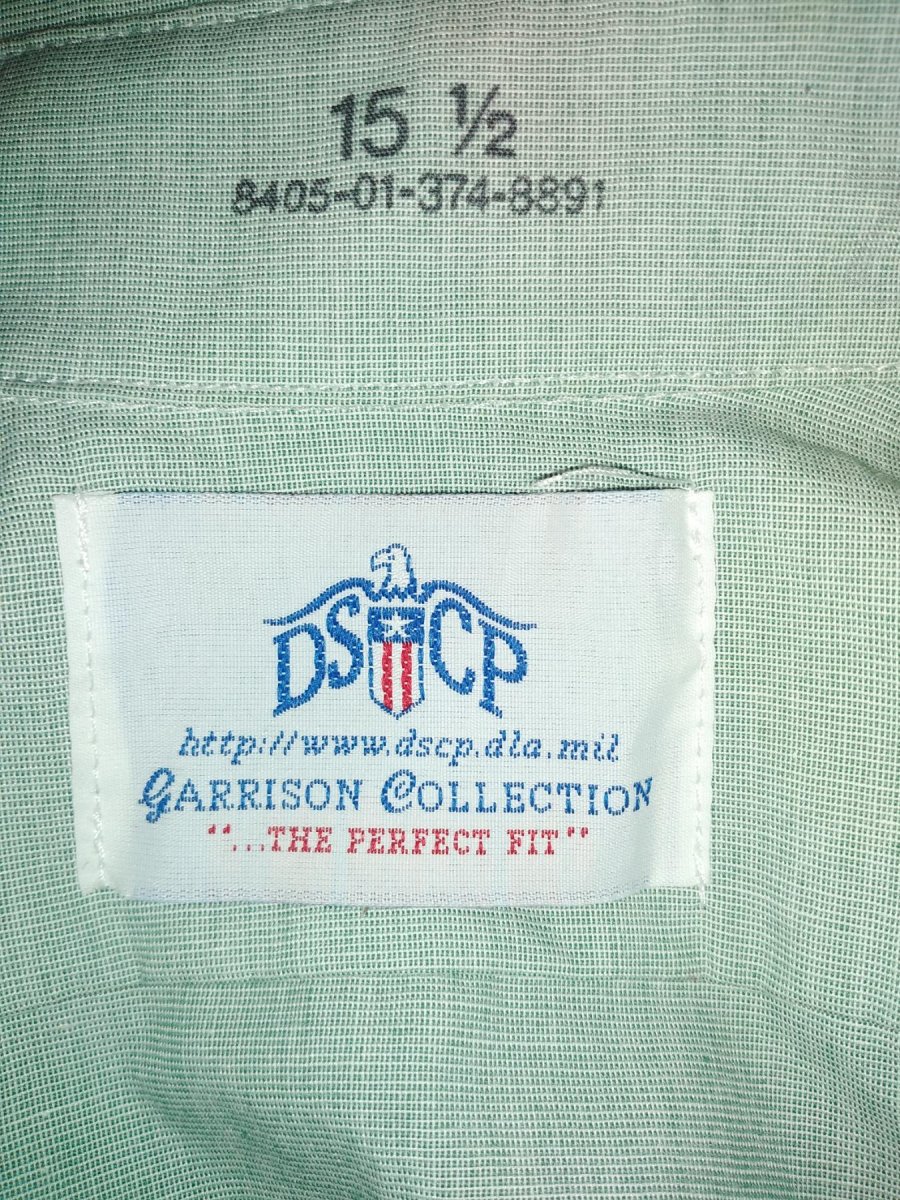 15 ½
8405-01-374-8891
DSCP
http://www.dscp.dla.mil
GARRISON COLLECTION
"...THE PERFECT FIT"